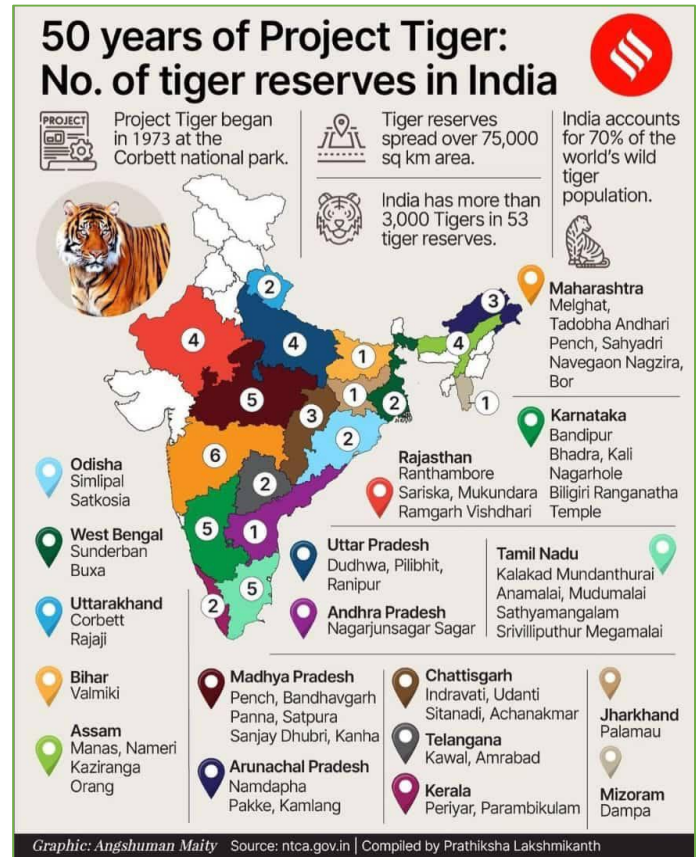 50 years of Project Tiger:
No. of tiger reserves in India
PROJECT
Project Tiger began
in 1973 at the
Corbett national park.
Tiger reserves
spread over 75,000
sq km area.
India has more than
3,000 Tigers in 53
tiger reserves.
India accounts
for 70% of the
world's wild
tiger
population.
2
3
4
4
1
4
5
1
2
1
3
2
6
2
5
1
5
2
Maharashtra
Melghat,
Tadobha Andhari
Pench, Sahyadri
Navegaon Nagzira,
Bor
Karnataka
Bandipur
Bhadra, Kali
Nagarhole
Biligiri Ranganatha
Temple
Rajasthan
Ranthambore
Sariska, Mukundara
Ramgarh Vishdhari
Odisha
Simlipal
Satkosia
West Bengal
Sunderban
Buxa
Uttarakhand
Corbett
Rajaji
Bihar
Valmiki
Assam
Manas, Nameri
Kaziranga
Orang
Uttar Pradesh
Dudhwa, Pilibhit,
Ranipur
Andhra Pradesh
Nagarjunsagar Sagar
Tamil Nadu
Kalakad Mundanthurai
Anamalai, Mudumalai
Sathyamangalam
Srivilliputhur Megamalai
Madhya Pradesh
Pench, Bandhavgarh
Panna, Satpura
Sanjay Dhubri, Kanha
Arunachal Pradesh
Namdapha
Pakke, Kamlang
Chattisgarh
Indravati, Udanti
Sitanadi, Achanakmar
Telangana
Kawal, Amrabad
Kerala
Periyar, Parambikulam
Jharkhand
Palamau
Mizoram
Dampa
Graphic: Angshuman Maity Source: ntca.gov.in | Compiled by Prathiksha Lakshmikanth